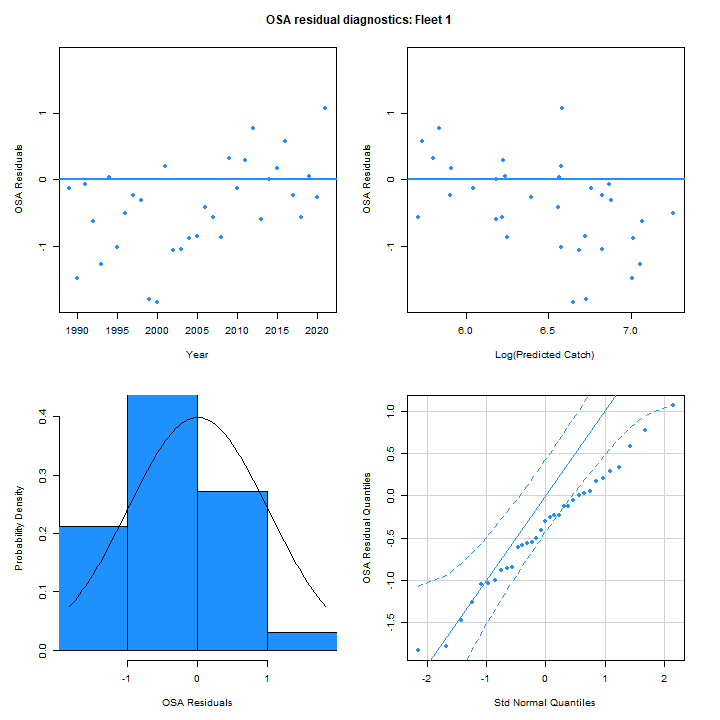 OSA residual diagnostics: Fleet 1
1
0
-1
OSA Residuals
1990 1995 2000 2005 2010 2015 2020
Year
1
0
-1
OSA Residuals
6.0 6.5 7.0
Log(Predicted Catch)
0.4
0.3
0.2
0.1
0.0
Probability Density
-1 0 1
OSA Residuals
1.0
0.5
0.0
-0.5
-1.0
-1.5
OSA Residual Quantiles
-2 -1 0 1 2
Std Normal Quantiles